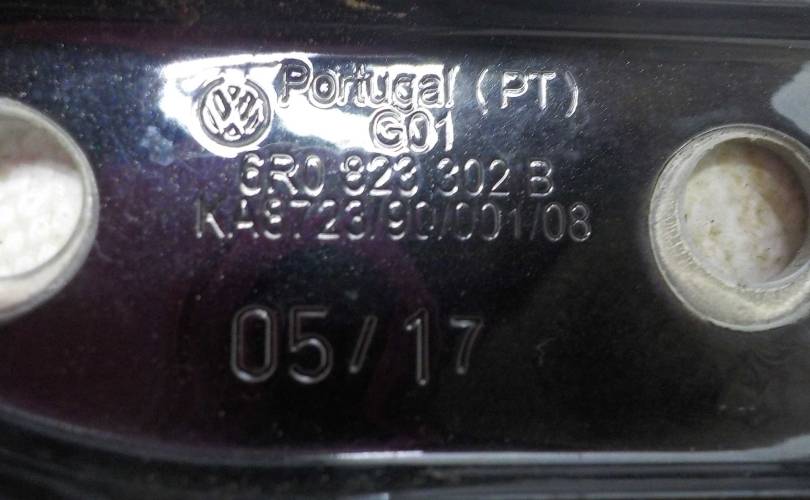 Portugal (PT)
G01
6R0 823 302 B
KA8723/90/001/08
05/17